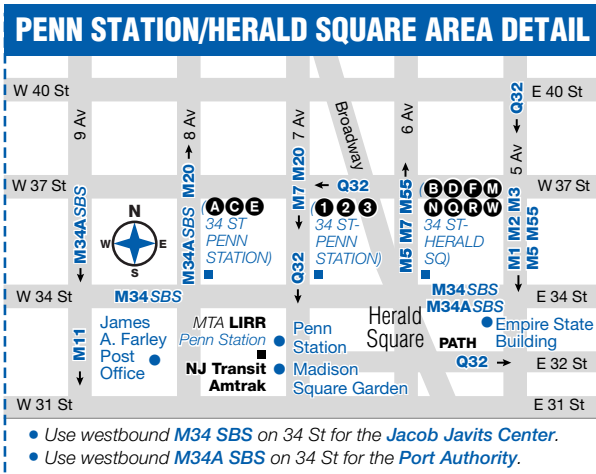 PENN STATION/HERALD SQUARE AREA DETAIL
W 40 St
E 40 St
9 Av
8 Av
7 Av
Broadway
6 Av
5 Av
Q32
W 37 St
W 37 St
M34A SBS
M20
M34A SBS
M7 M20
Q32
Q32
M5 M7 M55
M1 M2 M3
M5 M55
N
W E
S
(A C E
34 ST
PENN
STATION)
(1 2 3
34 ST-
PENN
STATION)
(B D F M
N Q R W
34 ST-
HERALD
SQ)
W 34 St
M34 SBS
M34 SBS
M34A SBS
E 34 St
M11
James
A. Farley
Post
Office
MTA LIRR
Penn Station
NJ Transit
Amtrak
Penn
Station
Madison
Square Garden
Herald
Square
PATH
Empire State
Building
Q32
E 32 St
W 31 St
E 31 St
• Use westbound M34 SBS on 34 St for the Jacob Javits Center.
• Use westbound M34A SBS on 34 St for the Port Authority.